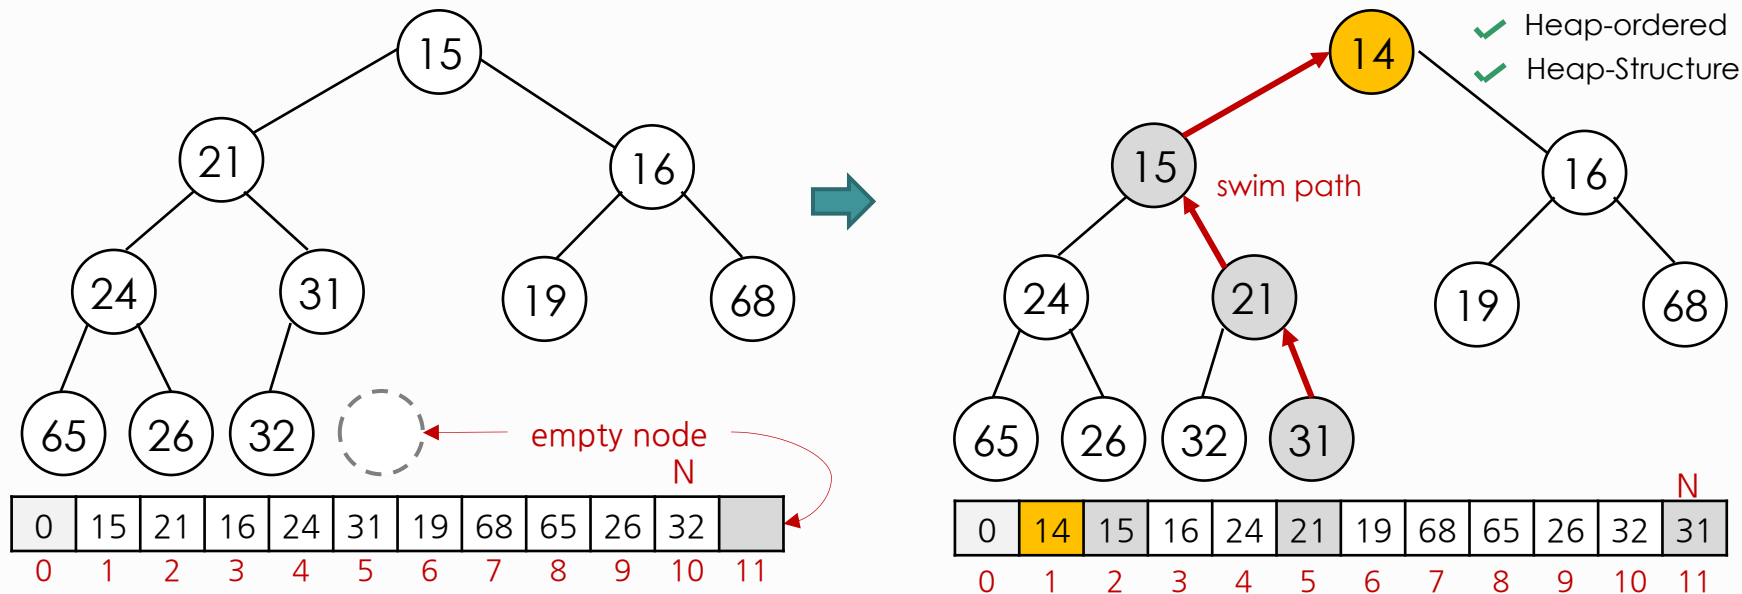 15
21
16
24
31
19
68
65
26
32
empty node
N
0 15 21 16 24 31 19 68 65 26 32
0 1 2 3 4 5 6 7 8 9 10 11
Heap-ordered
Heap-Structure
14
15
16
swim path
24
21
19
68
65
26
32
31
N
0 14 15 16 24 21 19 68 65 26 32 31
0 1 2 3 4 5 6 7 8 9 10 11